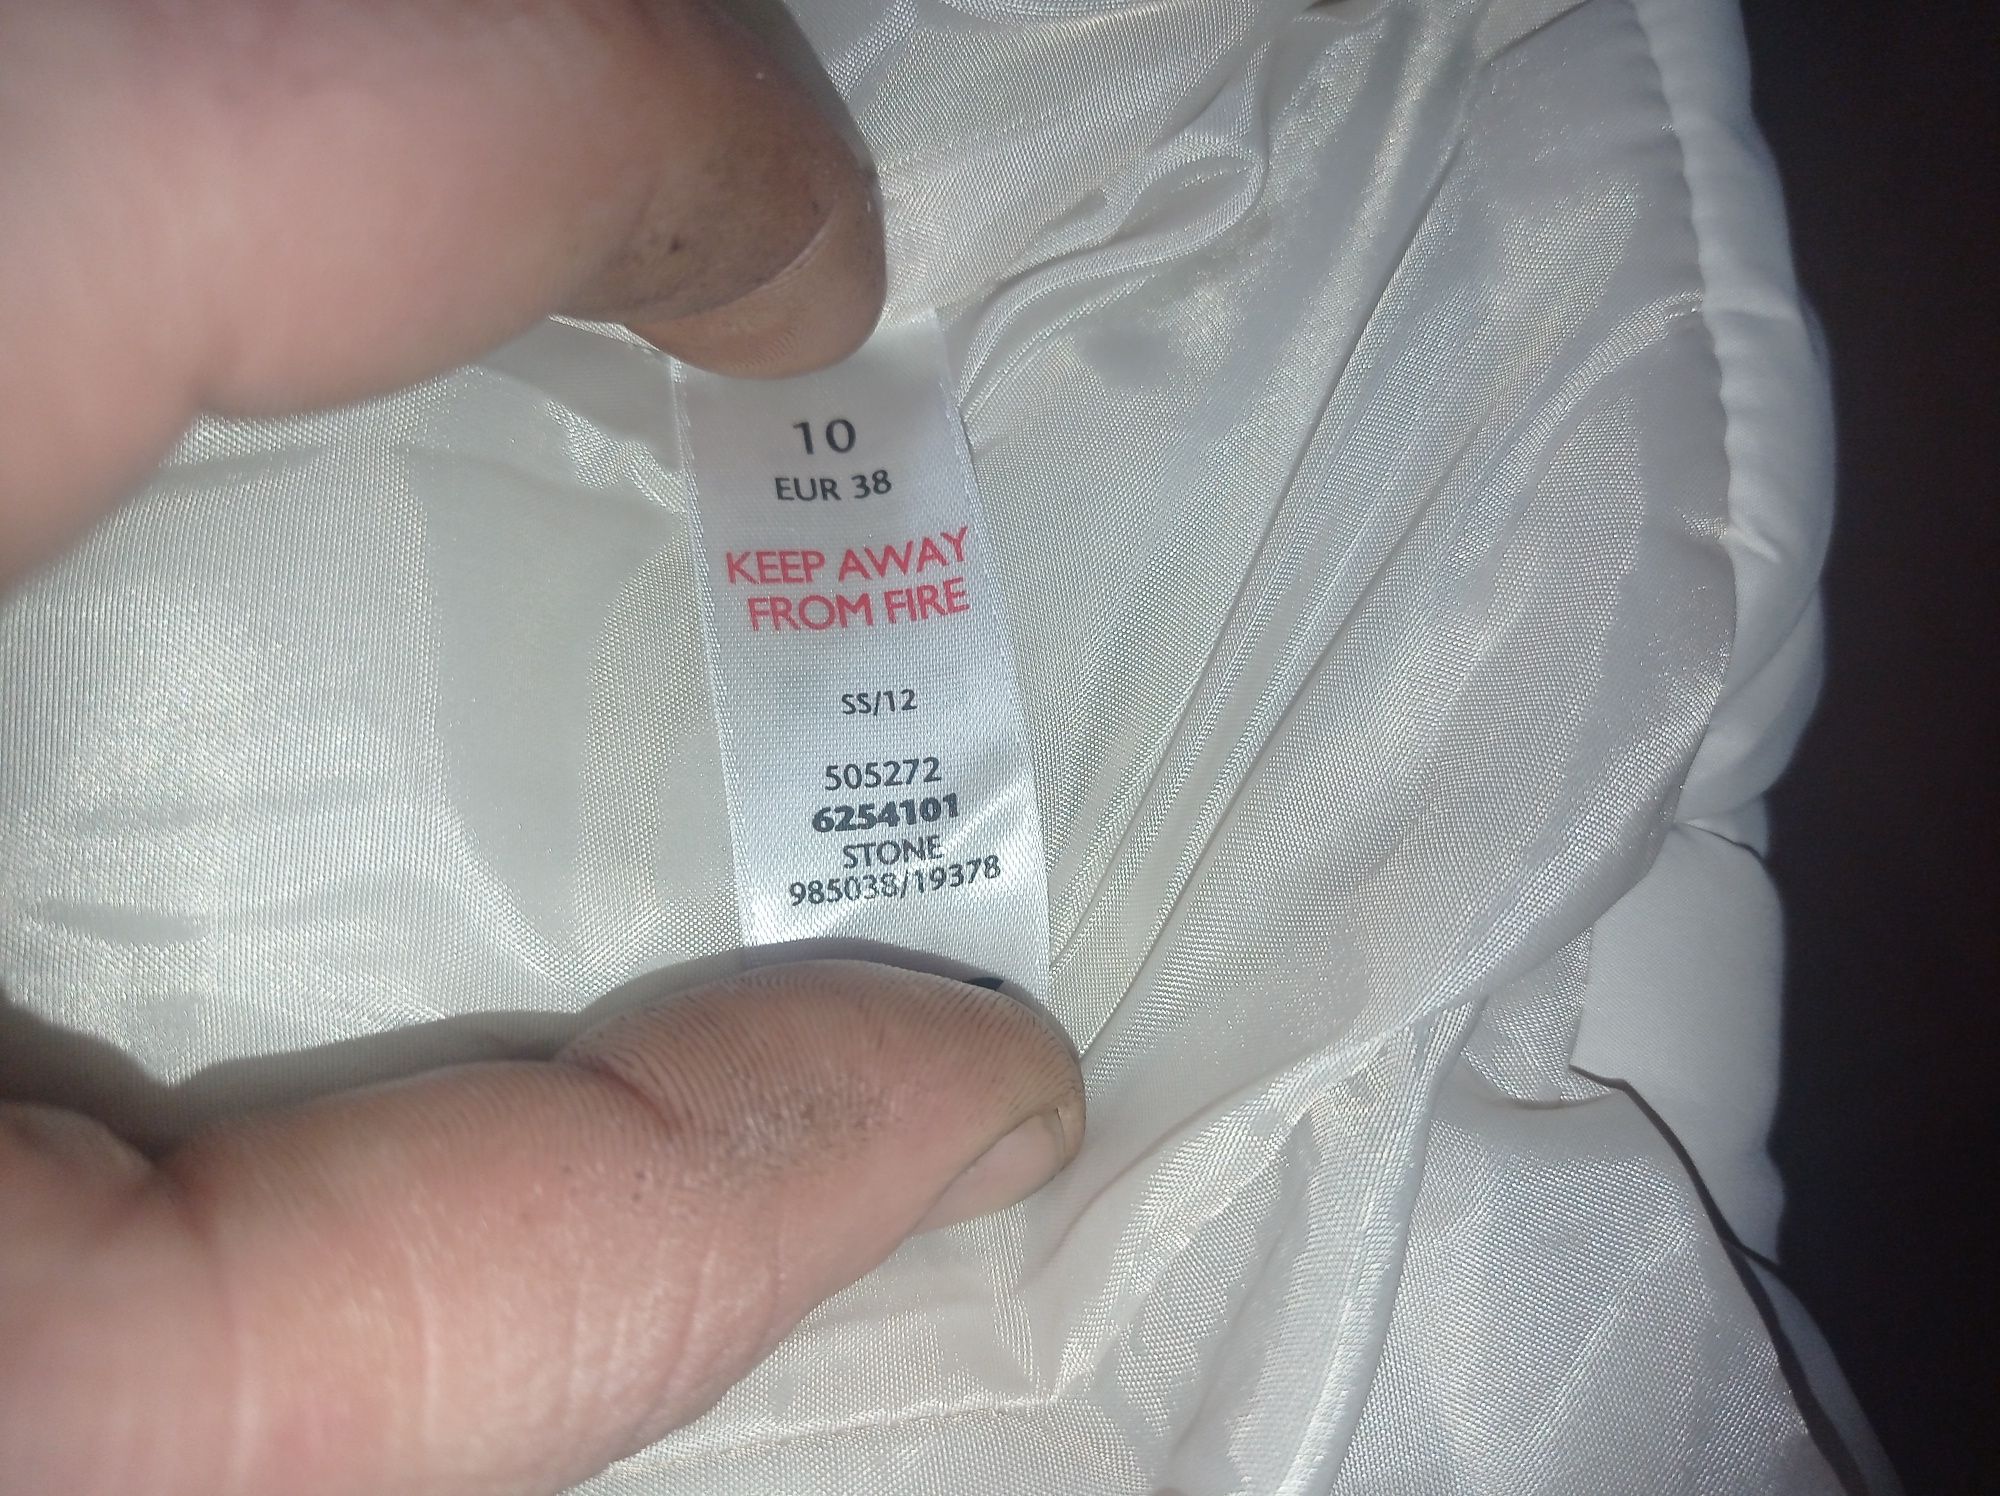 10
EUR 38
KEEP AWAY
FROM FIRE
SS/12
505272
6254101
STONE
985038/19378